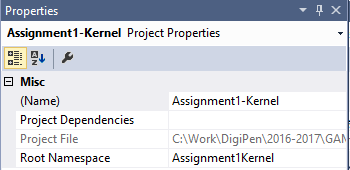 Properties
Assignment1-Kernel Project Properties
Misc
(Name) Assignment1-Kernel
Project Dependencies
Project File C:\Work\DigiPen\2016-2017\GAM
Root Namespace Assignment1Kernel